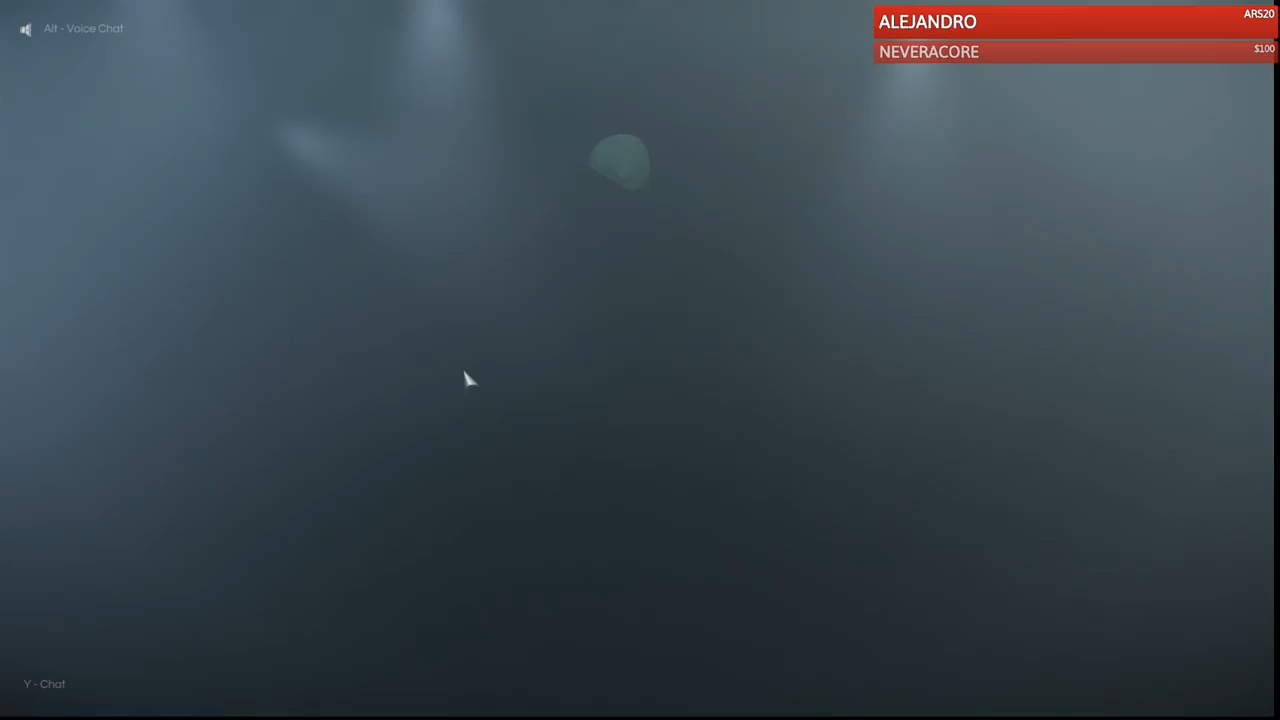 Alt - Voice Chat
ALEJANDRO
ARS20
NEVERACORE
$100
Y - Chat